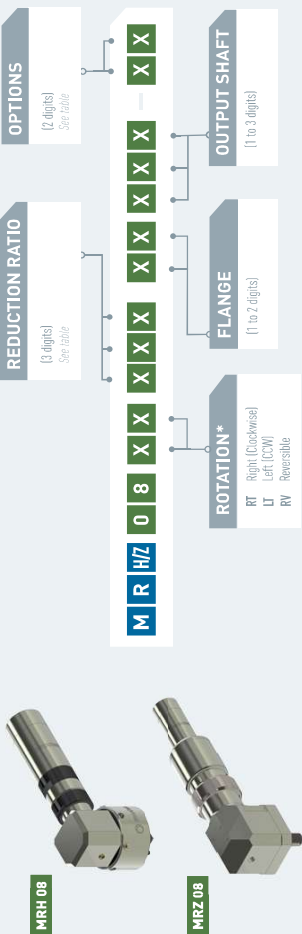 MRH 08
MRZ 08
REDUCTION RATIO
(3 digits)
See table
OPTIONS
(2 digits)
See table
M R H/Z 0 8 X X X X X X X X X X — X X
ROTATION*
RT Right (Clockwise)
LT Left (CCW)
RV Reversible
FLANGE
(1 to 2 digits)
OUTPUT SHAFT
(1 to 3 digits)